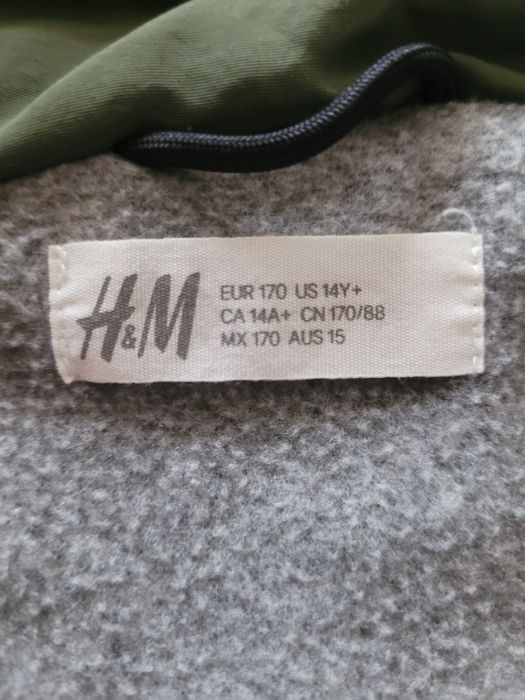 H&M
EUR 170 US 14Y+
CA 14A+ CN 170/88
MX 170 AUS 15